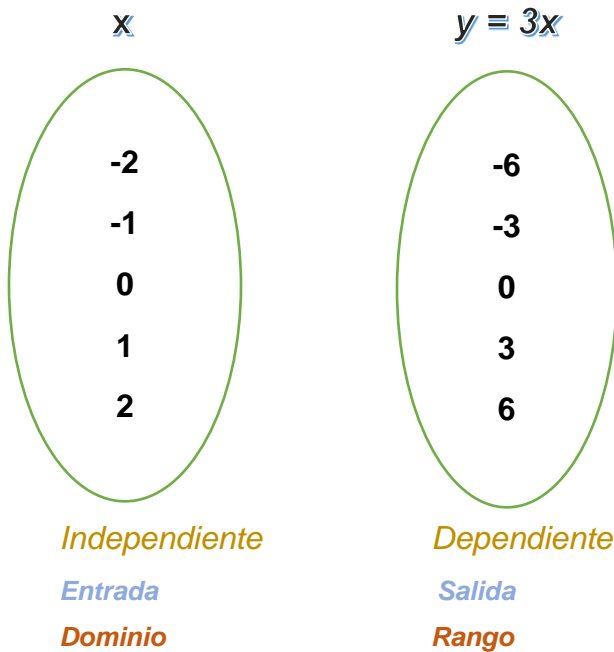 x y = 3x
-2 -6
-1 -3
0 0
1 3
2 6
Independiente Dependiente
Entrada Salida
Dominio Rango